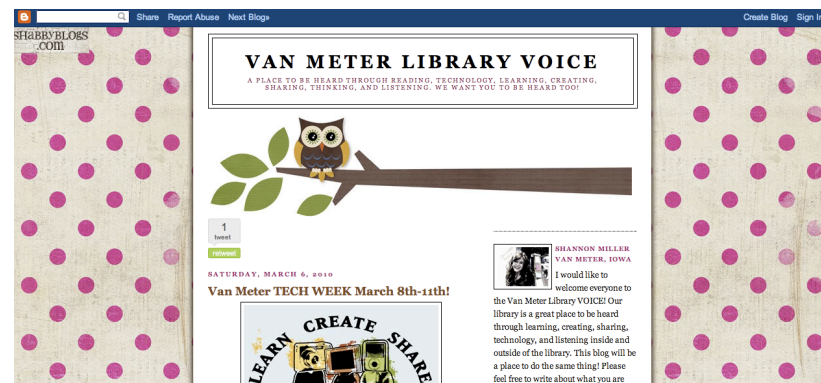 Share Report Abuse Next Blog» Create Blog Sign In
SHaBBYBLOGS
.COM
VAN METER LIBRARY VOICE
A PLACE TO BE HEARD THROUGH READING, TECHNOLOGY, LEARNING, CREATING,
SHARING, THINKING, AND LISTENING. WE WANT YOU TO BE HEARD TOO!
1
tweet
retweet
SATURDAY, MARCH 6, 2010
Van Meter TECH WEEK March 8th-11th!
LEARN CREATE SHARE
SHANNON MILLER
VAN METER, IOWA
I would like to
welcome everyone to
the Van Meter Library VOICE! Our
library is a great place to be heard
through learning, creating, sharing,
technology, and listening inside and
outside of the library. This blog will be
a place to do the same thing! Please
feel free to write about what you are